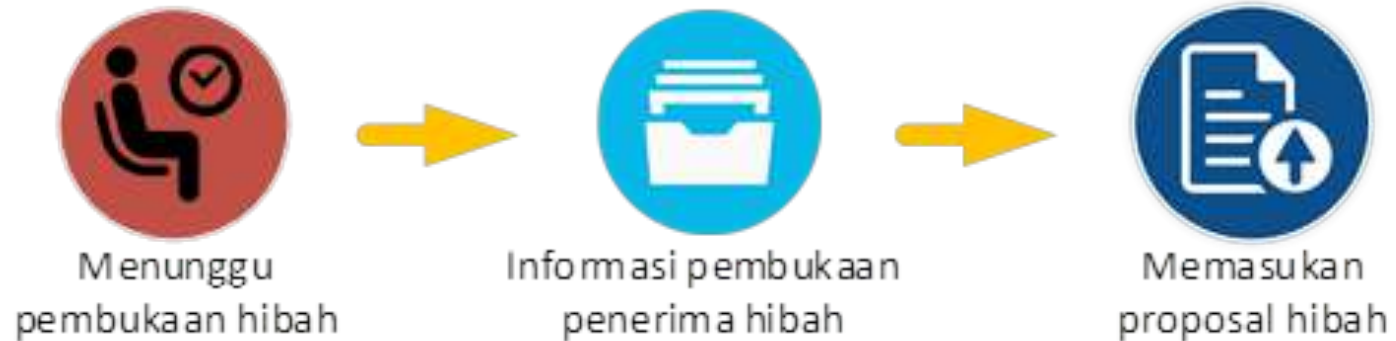 Menunggu
pembukaan hibah
Informasi pembukaan
penerima hibah
Memasukan
proposal hibah